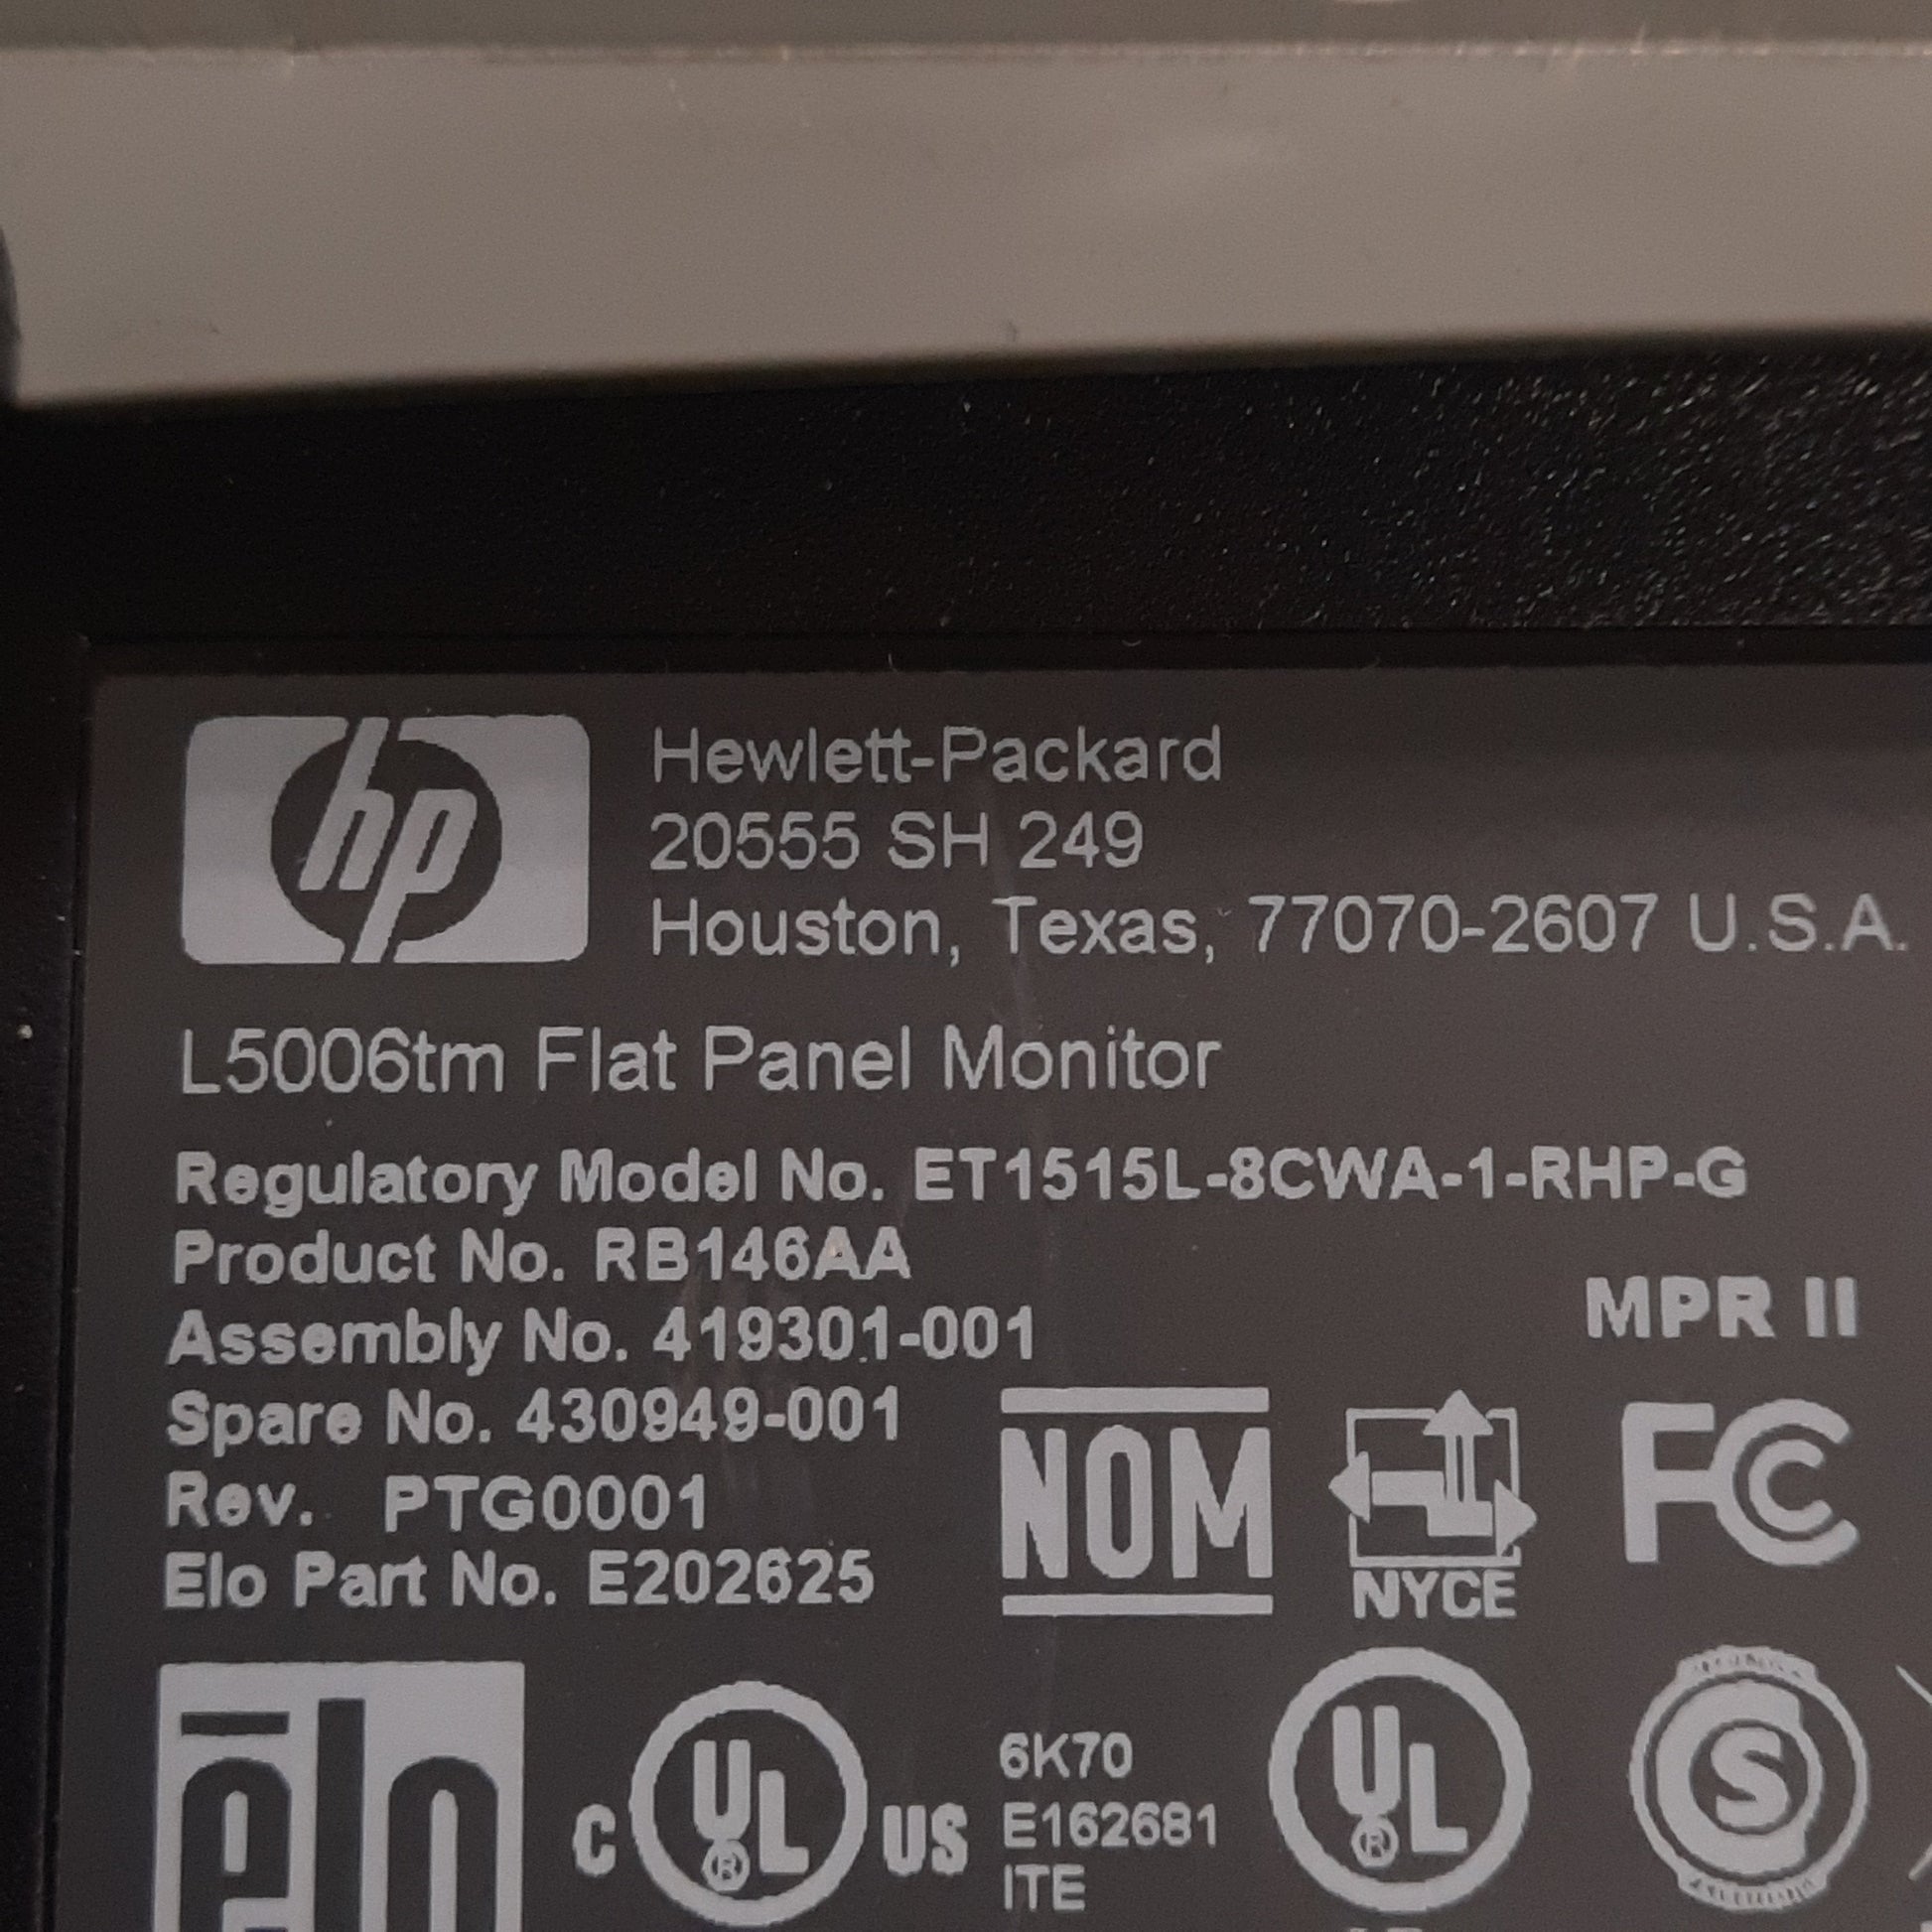 hp
Hewlett-Packard
20555 SH 249
Houston, Texas, 77070-2607 U.S.A.
L5006tm Flat Panel Monitor
Regulatory Model No. ET1515L-8CWA-1-RHP-G
Product No. RB146AA
Assembly No. 419301-001
Spare No. 430949-001
Rev. PTG0001
Elo Part No. E202625
MPR II
NOM
NYCE
FC
elo
C UL ® US
6K70
E162681
ITE
UL ®
S